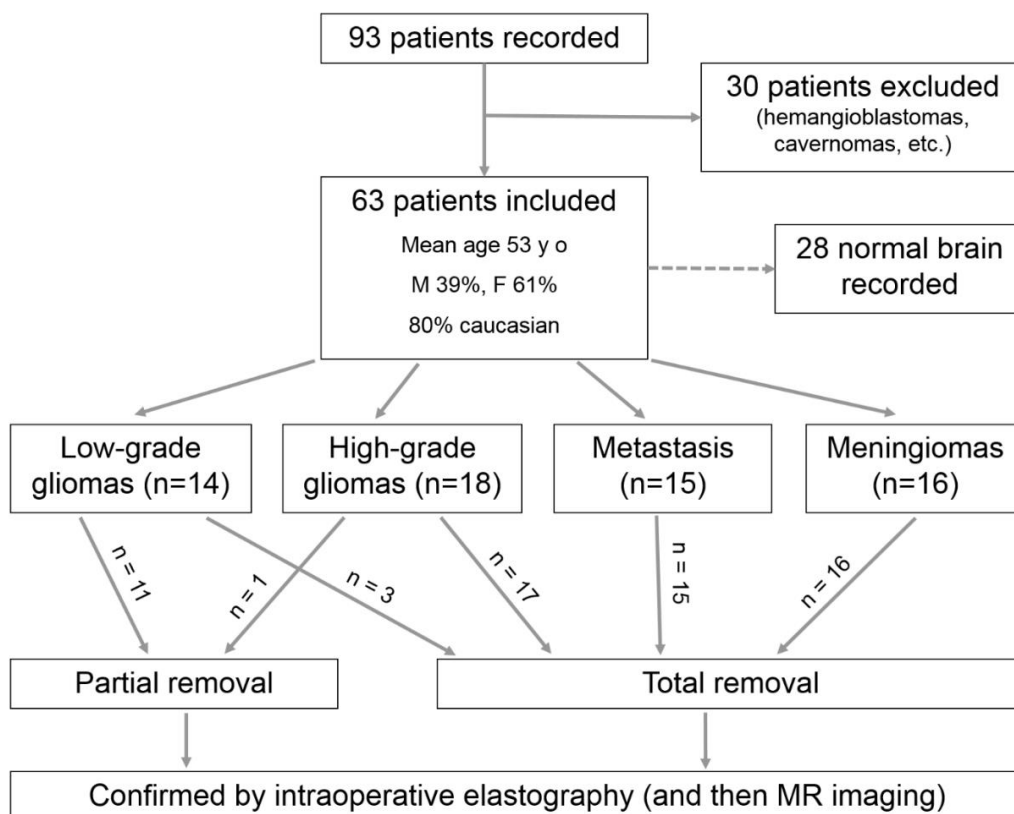 93 patients recorded
30 patients excluded
(hemangioblastomas,
cavernomas, etc.)
63 patients included
Mean age 53 y o
M 39%, F 61%
80% caucasian
28 normal brain
recorded
Low-grade
gliomas (n=14)
High-grade
gliomas (n=18)
Metastasis
(n=15)
Meningiomas
(n=16)
n = 11
n = 1
n = 3
n = 17
n = 15
n = 16
Partial removal
Total removal
Confirmed by intraoperative elastography (and then MR imaging)